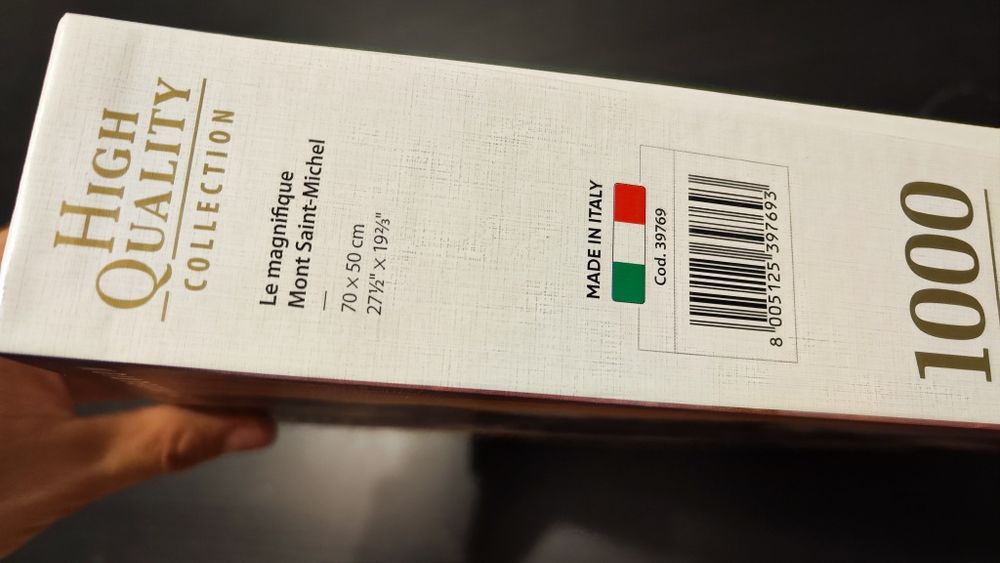 HIGH
QUALITY
COLLECTION
Le magnifique
Mont Saint-Michel
70 x 50 cm
27½" x 19⅔"
MADE IN ITALY
Cod. 39769
8 005125 397693
1000